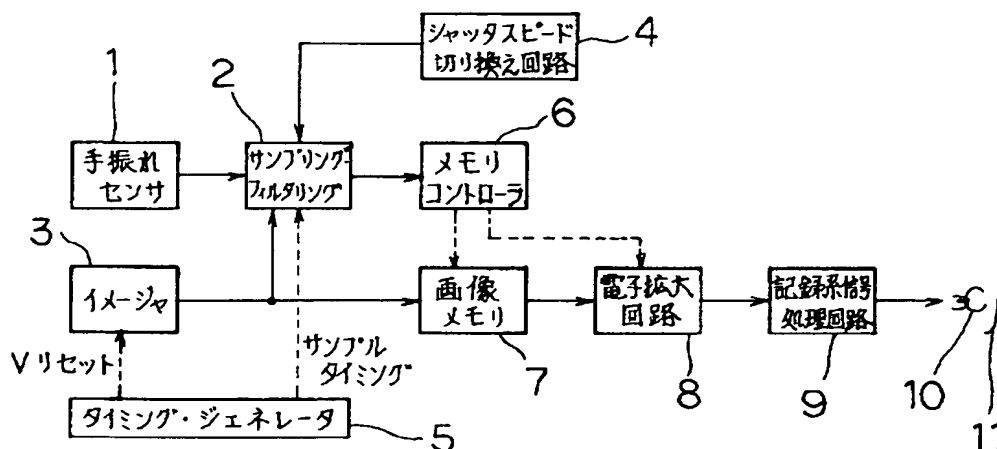 シャッタスピード
切り換え回路
4
1
2
6
手振れ
センサ
サンプリング・
フィルタリング
メモリ
コントローラ
3
イメージャ
画像
メモリ
電子拡大
回路
記録系信号
処理回路
Vリセット
サンプル
タイミング
7
8
9
10
11
タイミング・ジェネレータ
5